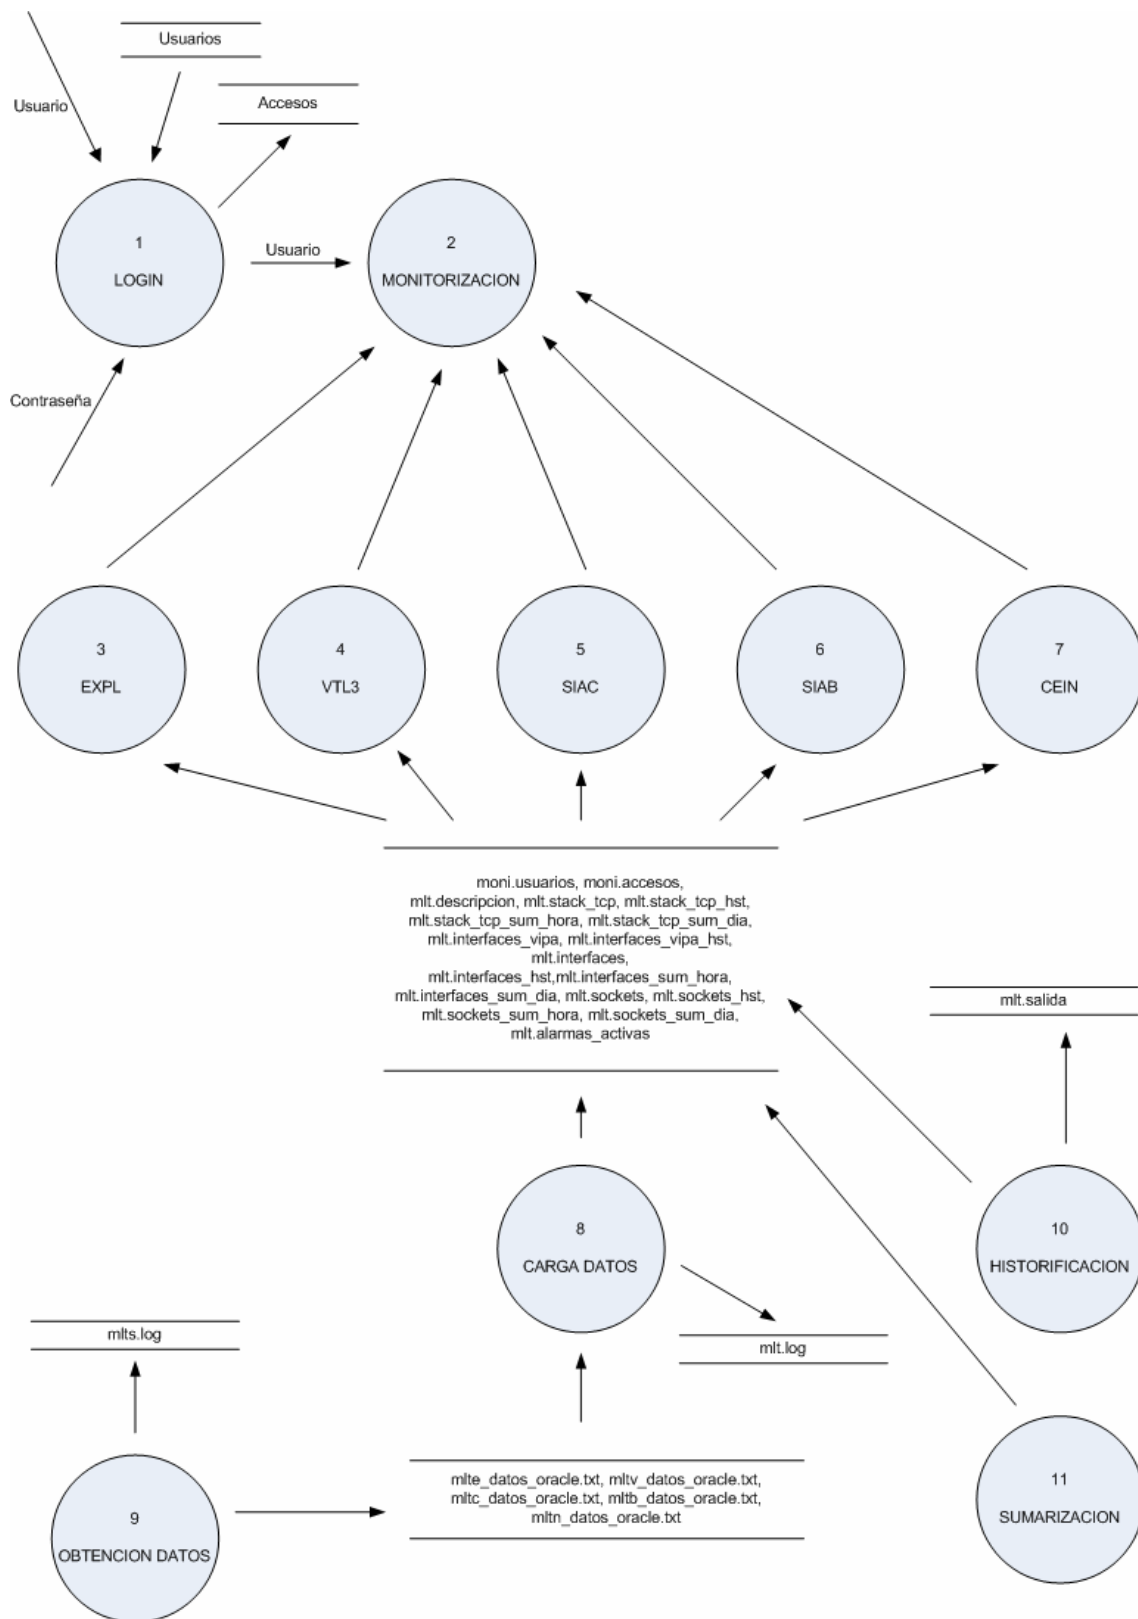 Usuarios
Accesos
Usuario
1
LOGIN
Usuario
2
MONITORIZACION
Contraseña
3
EXPL
4
VTL3
5
SIAC
6
SIAB
7
CEIN
moni.usuarios, moni.accesos,
mlt.descripcion, mlt.stack_tcp, mlt.stack_tcp_hst,
mlt.stack_tcp_sum_hora, mlt.stack_tcp_sum_dia,
mlt.interfaces_vipa, mlt.interfaces_vipa_hst,
mlt.interfaces,
mlt.interfaces_hst,mlt.interfaces_sum_hora,
mlt.interfaces_sum_dia, mlt.sockets, mlt.sockets_hst,
mlt.sockets_sum_hora, mlt.sockets_sum_dia,
mlt.alarmas_activas
mlt.salida
8
CARGA DATOS
10
HISTORIFICACION
mlts.log
mlt.log
mlte_datos_oracle.txt, mltv_datos_oracle.txt,
mltc_datos_oracle.txt, mltb_datos_oracle.txt,
mltn_datos_oracle.txt
11
SUMARIZACION
9
OBTENCION DATOS